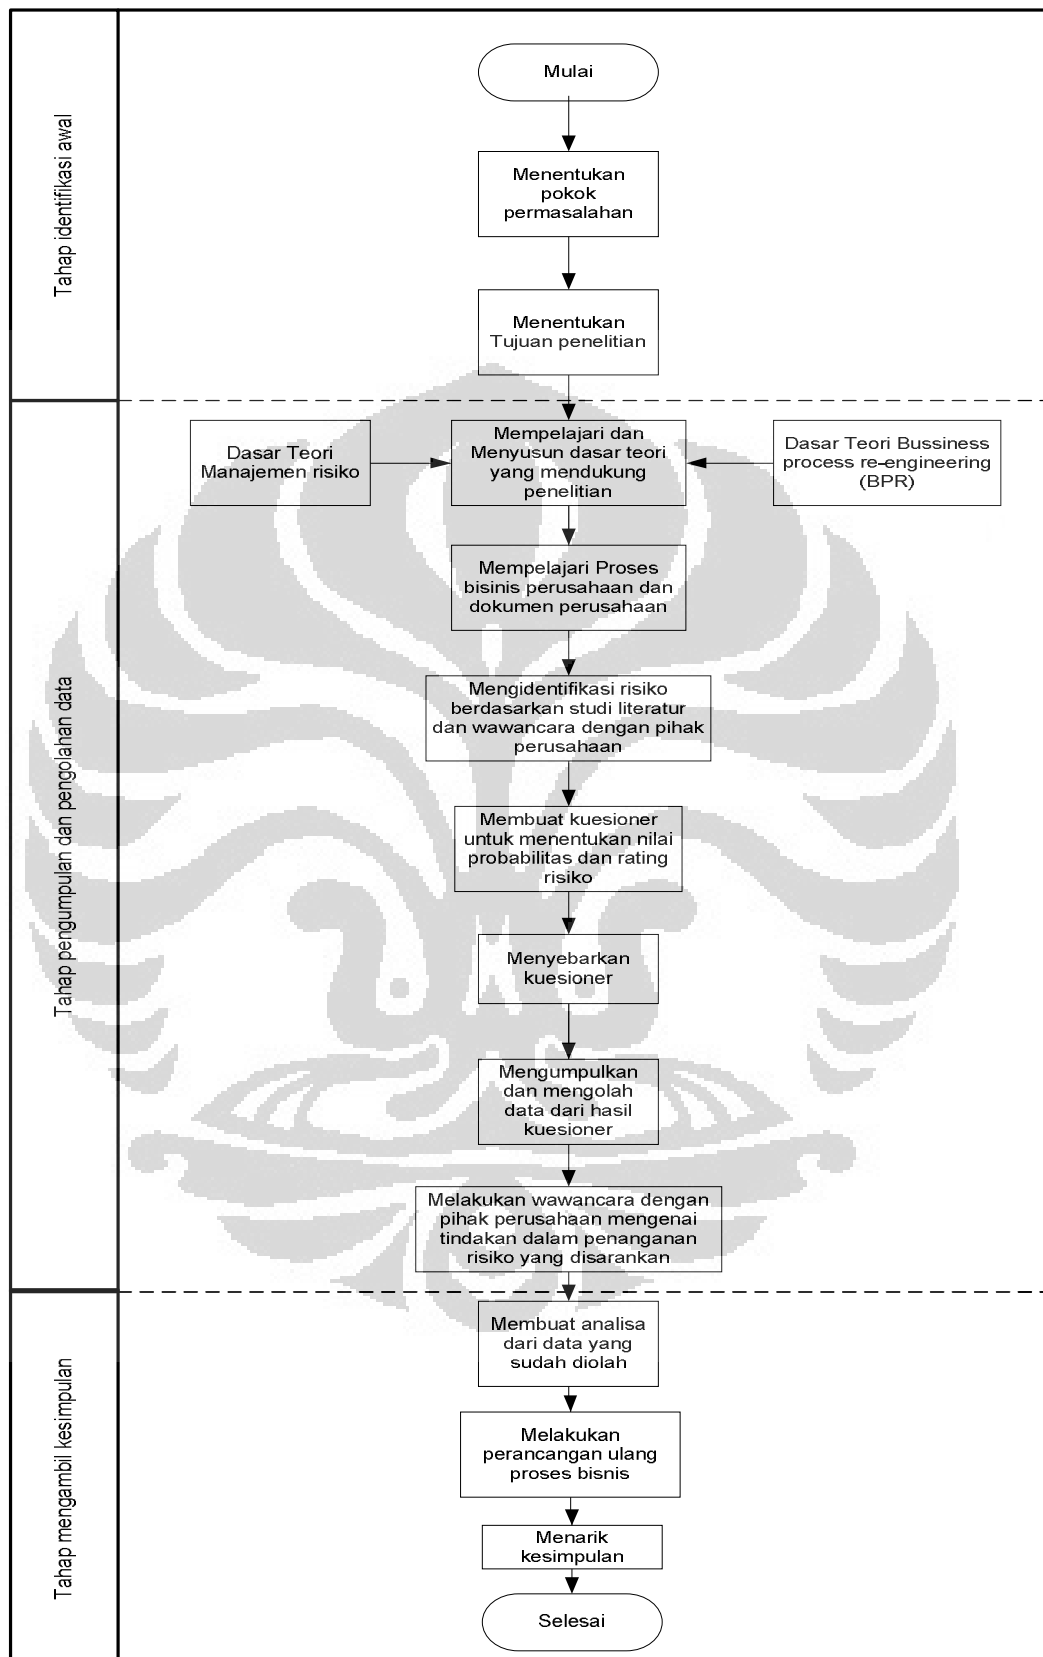 Tahap identifikasi awal
Mulai
Menentukan
pokok
permasalahan
Menentukan
Tujuan penelitian
Tahap pengumpulan dan pengolahan data
Dasar Teori
Manajemen risiko
Mempelajari dan
Menyusun dasar teori
yang mendukung
penelitian
Dasar Teori Bussiness
process re-engineering
(BPR)
Mempelajari Proses
bisinis perusahaan dan
dokumen perusahaan
Mengidentifikasi risiko
berdasarkan studi literatur
dan wawancara dengan pihak
perusahaan
Membuat kuesioner
untuk menentukan nilai
probabilitas dan rating
risiko
Menyebarkan
kuesioner
Mengumpulkan
dan mengolah
data dari hasil
kuesioner
Melakukan wawancara dengan
pihak perusahaan mengenai
tindakan dalam penanganan
risiko yang disarankan
Tahap mengambil kesimpulan
Membuat analisa
dari data yang
sudah diolah
Melakukan
perancangan ulang
proses bisnis
Menarik
kesimpulan
Selesai